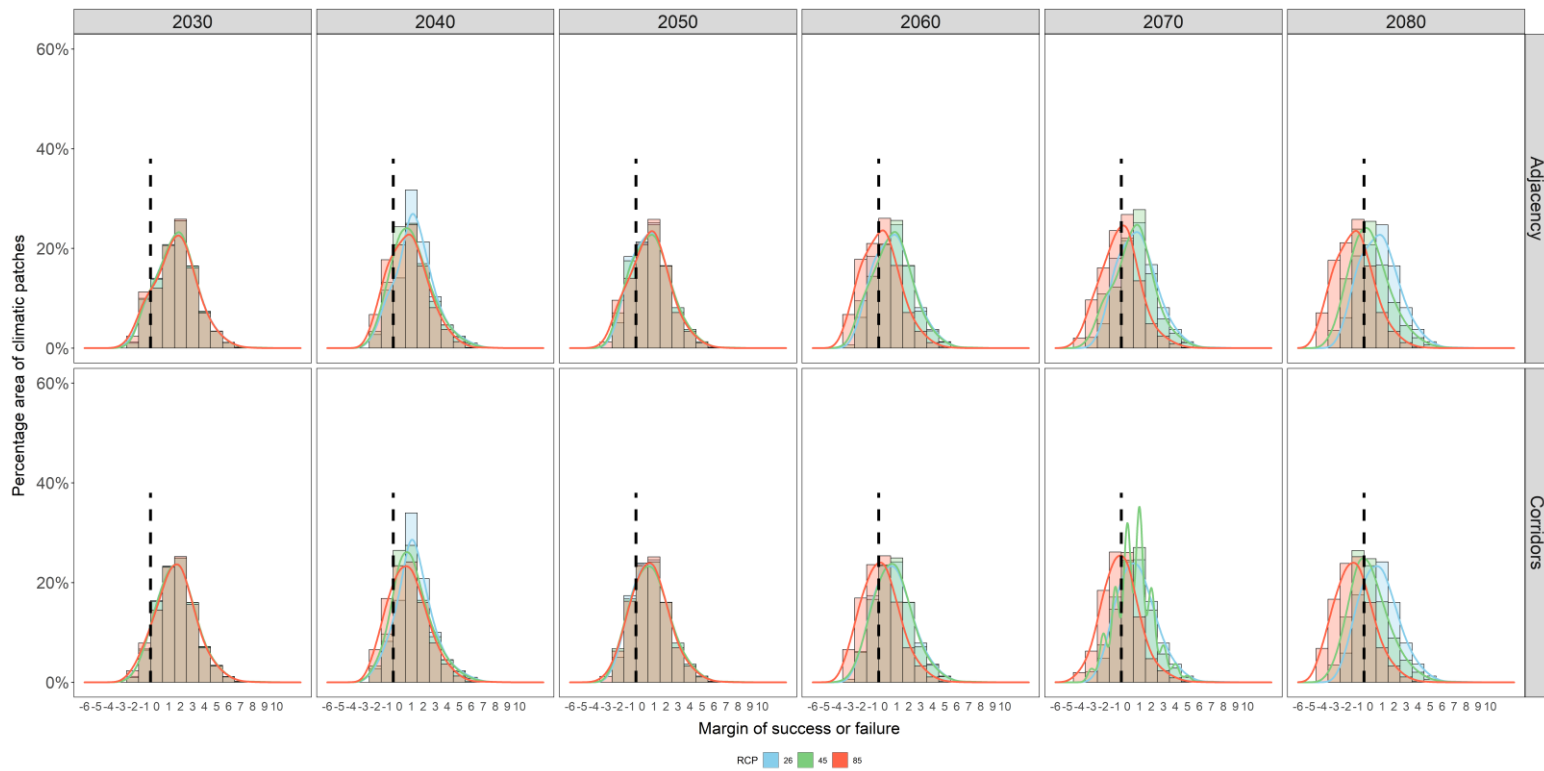 2030 2040 2050 2060 2070 2080
60%
40%
20%
0%
Adjacency
60%
40%
20%
0%
Corridors
Percentage area of climatic patches
-6 -5 -4 -3 -2 -1 0 1 2 3 4 5 6 7 8 9 10 -6 -5 -4 -3 -2 -1 0 1 2 3 4 5 6 7 8 9 10 -6 -5 -4 -3 -2 -1 0 1 2 3 4 5 6 7 8 9 10 -6 -5 -4 -3 -2 -1 0 1 2 3 4 5 6 7 8 9 10 -6 -5 -4 -3 -2 -1 0 1 2 3 4 5 6 7 8 9 10 -6 -5 -4 -3 -2 -1 0 1 2 3 4 5 6 7 8 9 10
Margin of success or failure
RCP 26 45 85